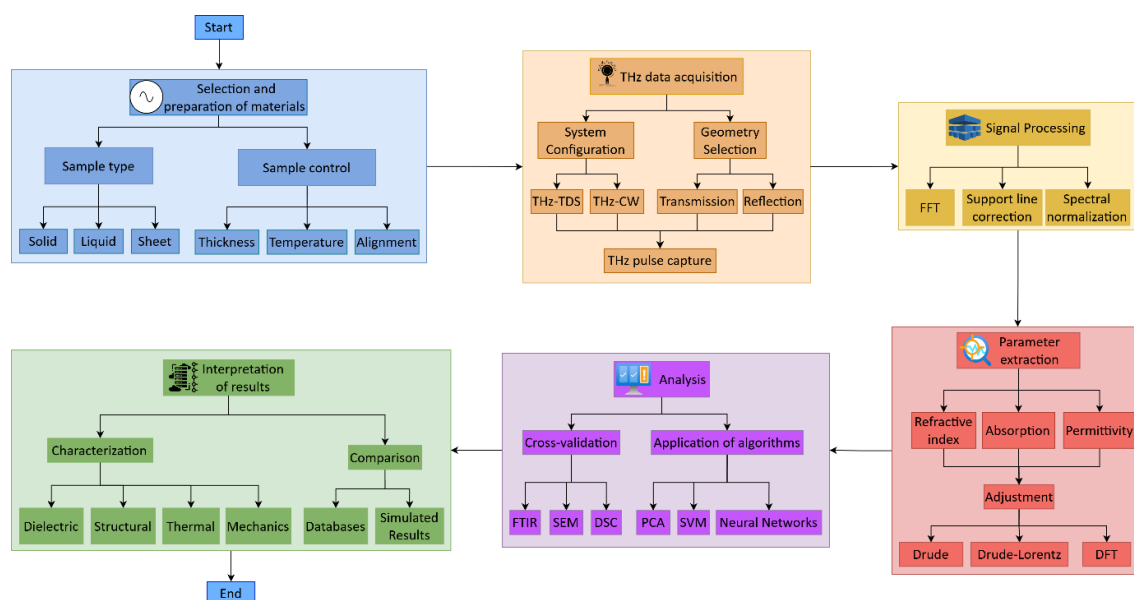 Start
Selection and
preparation of materials
Sample type
Sample control
Solid
Liquid
Sheet
Thickness
Temperature
Alignment
THz data acquisition
System
Configuration
Geometry
Selection
THz-TDS
THz-CW
Transmission
Reflection
THz pulse capture
Signal Processing
FFT
Support line
correction
Spectral
normalization
Parameter
extraction
Refractive
index
Absorption
Permittivity
Adjustment
Drude
Drude-Lorentz
DFT
Analysis
Cross-validation
Application of algorithms
FTIR
SEM
DSC
PCA
SVM
Neural Networks
Interpretation
of results
Characterization
Comparison
Dielectric
Structural
Thermal
Mechanics
Databases
Simulated
Results
End